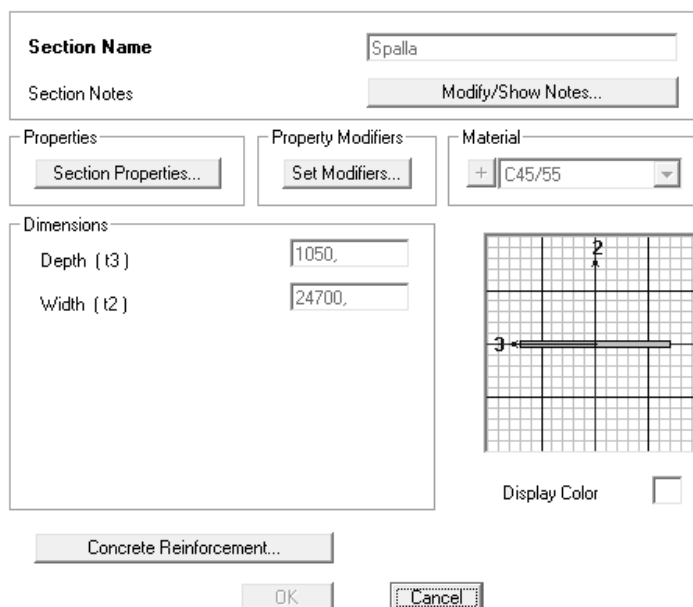 Section Name
Spalla
Section Notes
Modify/Show Notes...
Properties
Section Properties...
Property Modifiers
Set Modifiers...
Material
+ C45/55
Dimensions
Depth ( t3 )
1050,
Width ( t2 )
24700,
2
3
Display Color
Concrete Reinforcement...
OK
Cancel